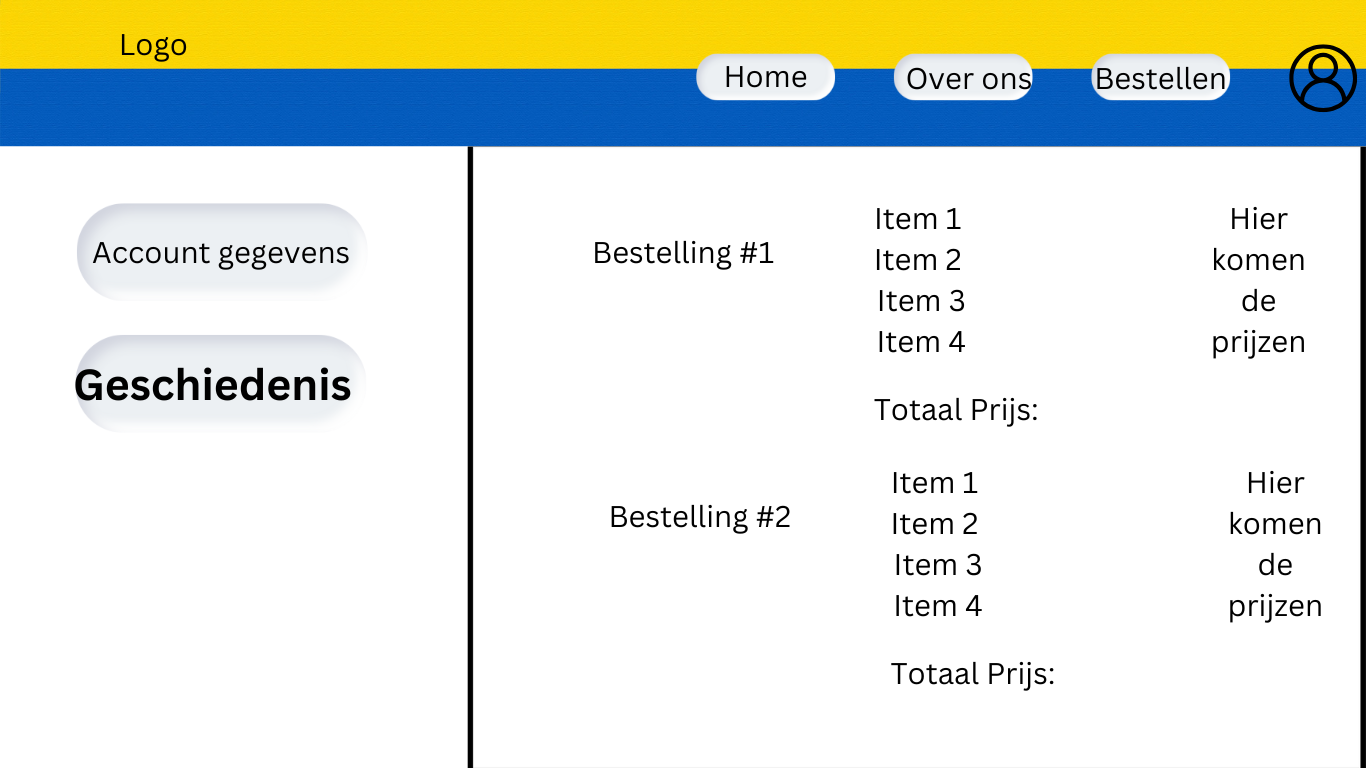 Logo
Home
Over ons
Bestellen
Account gegevens
Geschiedenis
Bestelling #1
Item 1
Item 2
Item 3
Item 4
Hier
komen
de
prijzen
Totaal Prijs:
Bestelling #2
Item 1
Item 2
Item 3
Item 4
Hier
komen
de
prijzen
Totaal Prijs: